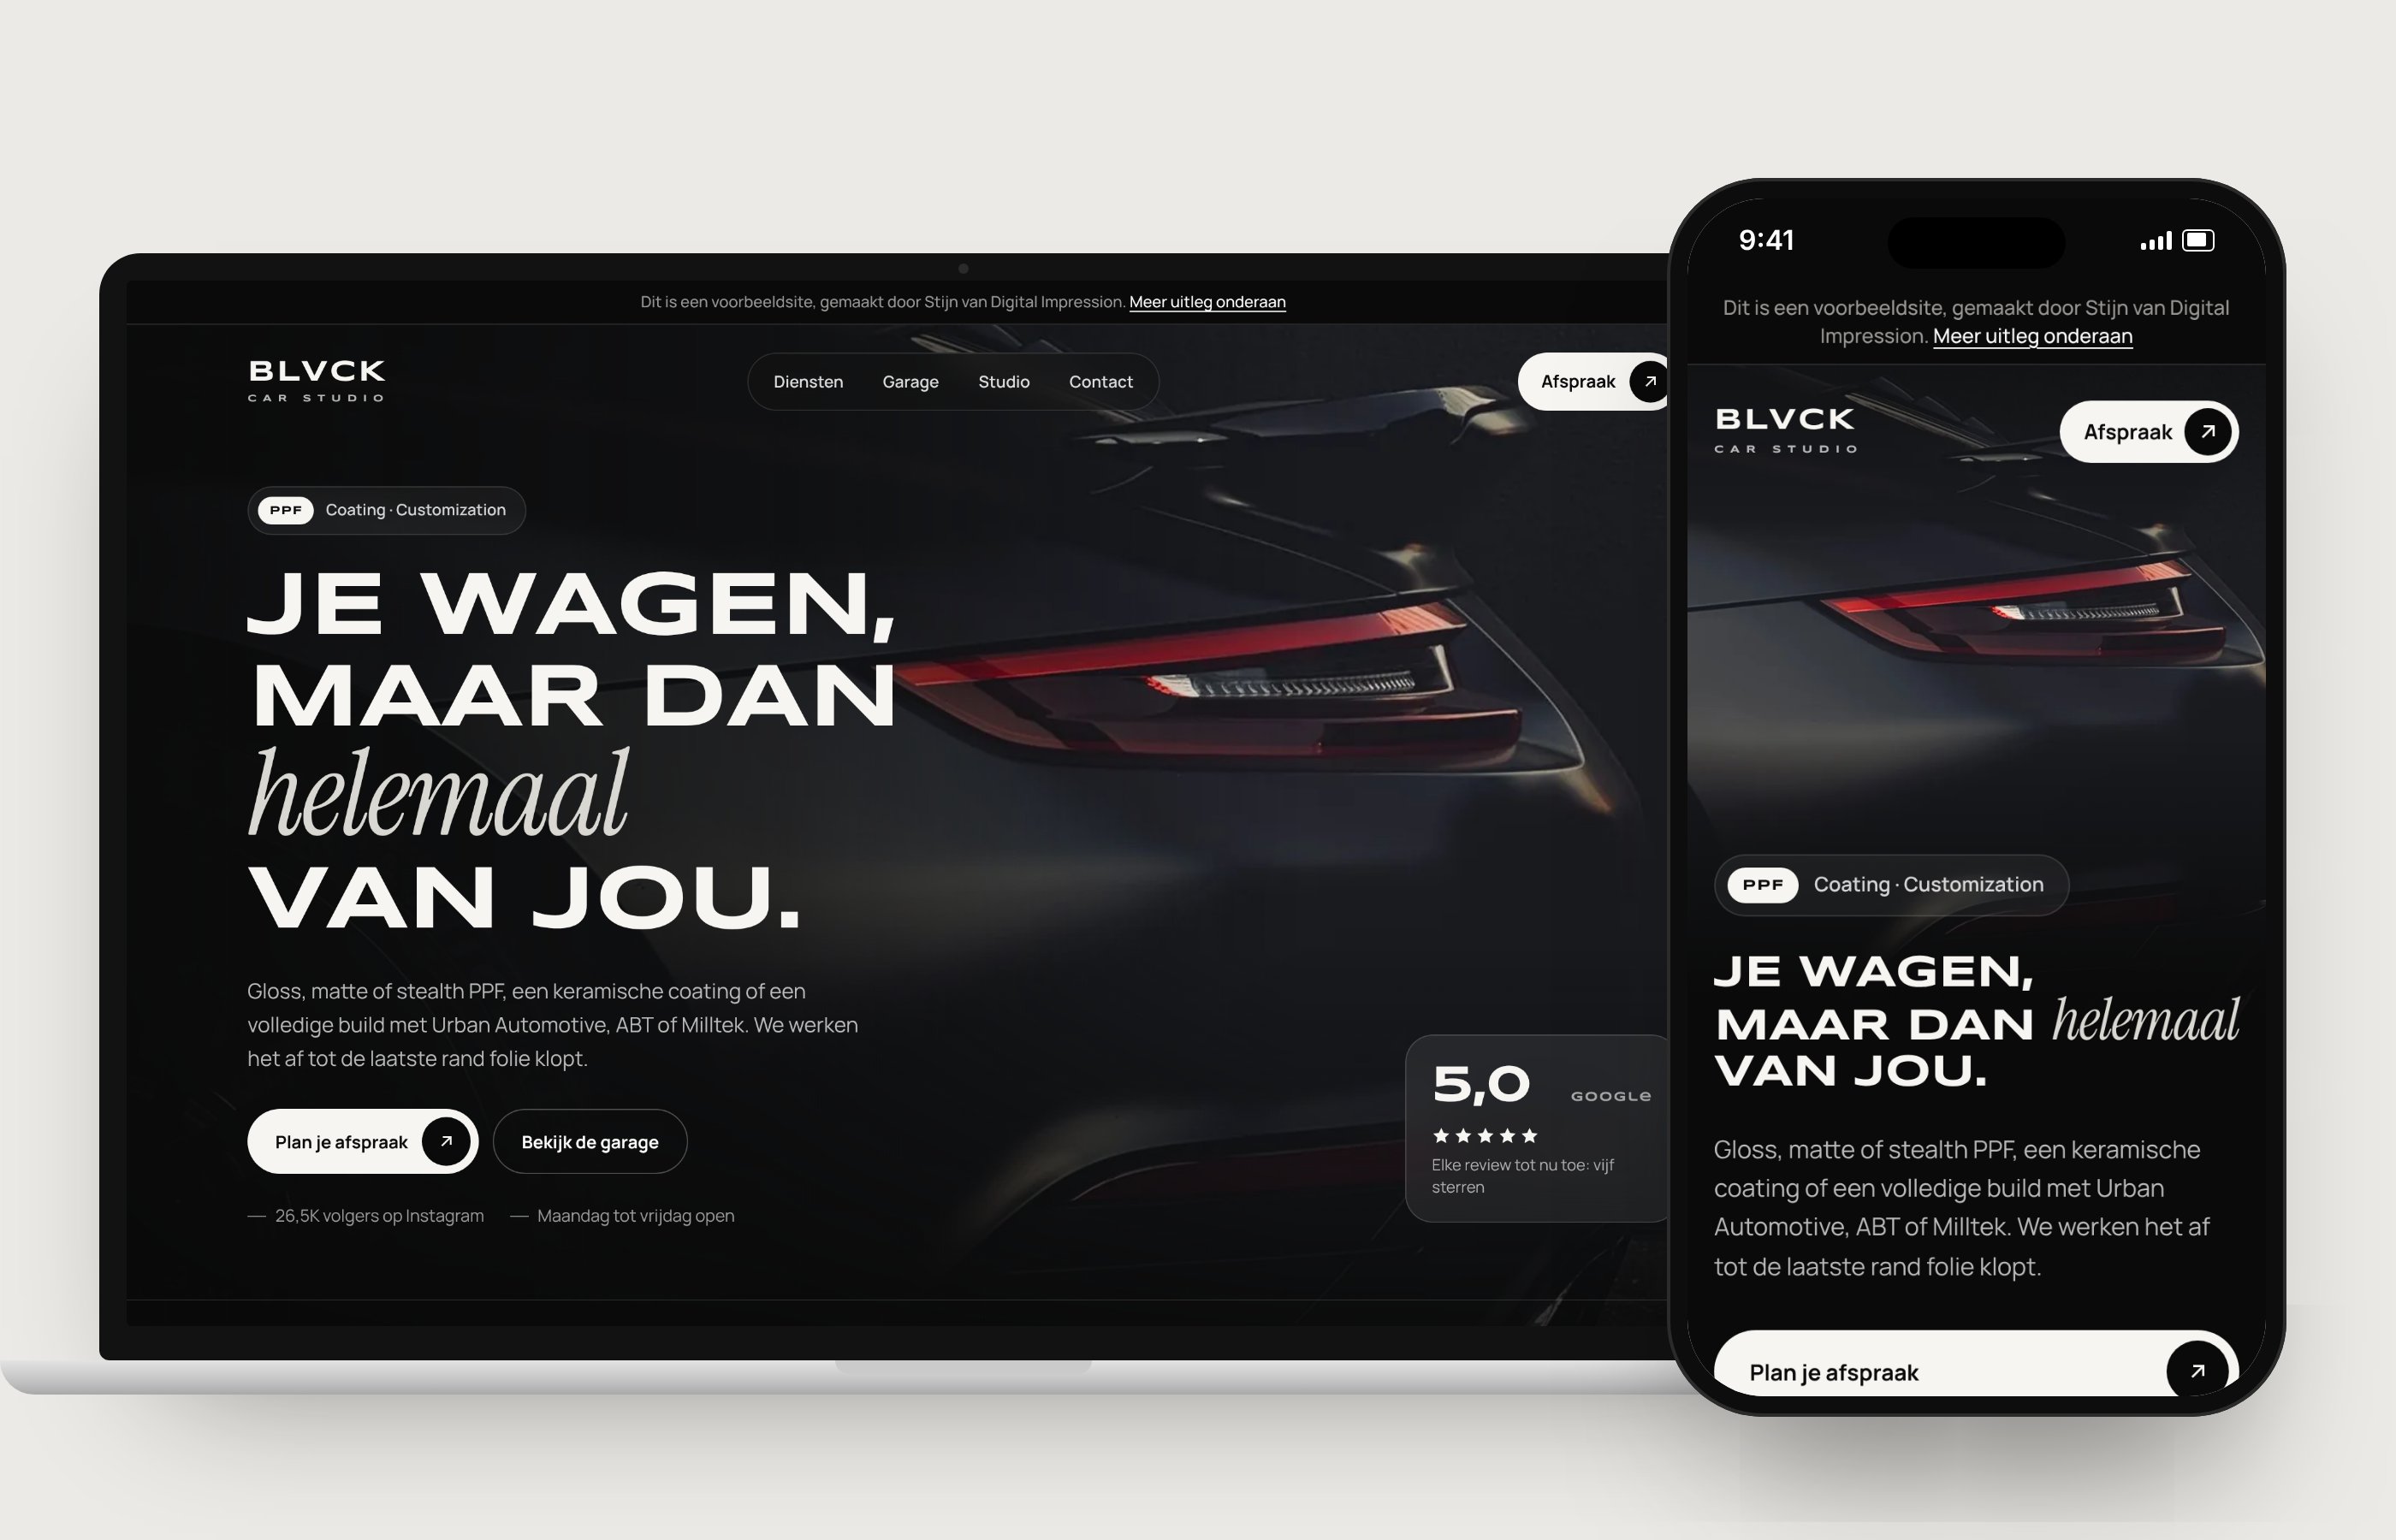 Dit is een voorbeeldsite, gemaakt door Stijn van Digital Impression. Meer uitleg onderaan
BLVCK
CAR STUDIO
Diensten Garage Studio Contact
Afspraak
PPF Coating · Customization
JE WAGEN,
MAAR DAN
helemaal
VAN JOU.
Gloss, matte of stealth PPF, een keramische coating of een
volledige build met Urban Automotive, ABT of Milltek. We werken
het af tot de laatste rand folie klopt.
Plan je afspraak Bekijk de garage
— 26,5K volgers op Instagram — Maandag tot vrijdag open
5,0 GOOGLE
★★★★★
Elke review tot nu toe: vijf
sterren
9:41
Dit is een voorbeeldsite, gemaakt door Stijn van Digital
Impression. Meer uitleg onderaan
BLVCK
CAR STUDIO
Afspraak
PPF Coating · Customization
JE WAGEN,
MAAR DAN helemaal
VAN JOU.
Gloss, matte of stealth PPF, een keramische
coating of een volledige build met Urban
Automotive, ABT of Milltek. We werken het af
tot de laatste rand folie klopt.
Plan je afspraak